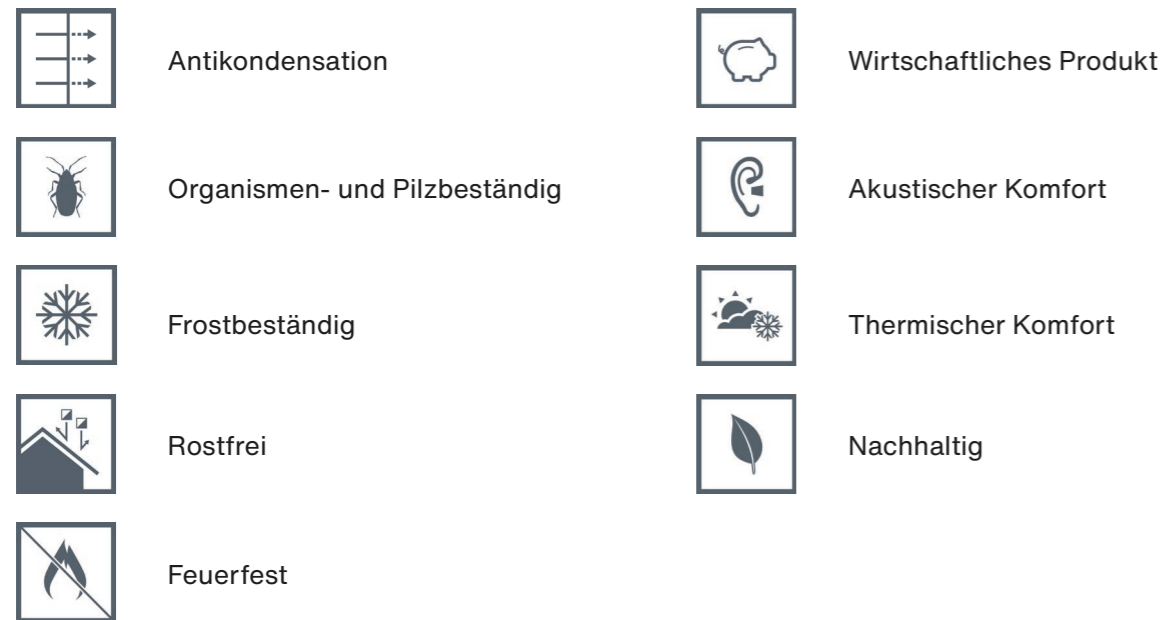 Antikondensation
Organismen- und Pilzbeständig
Frostbeständig
Rostfrei
Feuerfest
Wirtschaftliches Produkt
Akustischer Komfort
Thermischer Komfort
Nachhaltig